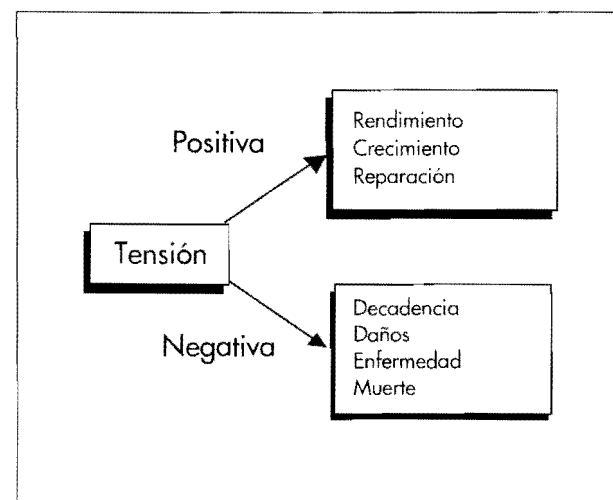 Positiva
Rendimiento
Crecimiento
Reparación
Tensión
Negativa
Decadencia
Daños
Enfermedad
Muerte